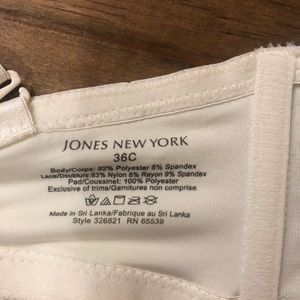 JONES NEW YORK
36C
Body/Corps: 92% Polyester 8% Spandex
Lace/Doublure: 83% Nylon 8% Rayon 9% Spandex
Pad/Coussinet: 100% Polyester
Exclusive of trims/Garnitures non comprise.
Made in Sri Lanka/Fabrique au Sri Lanka
Style 326821 RN 65539